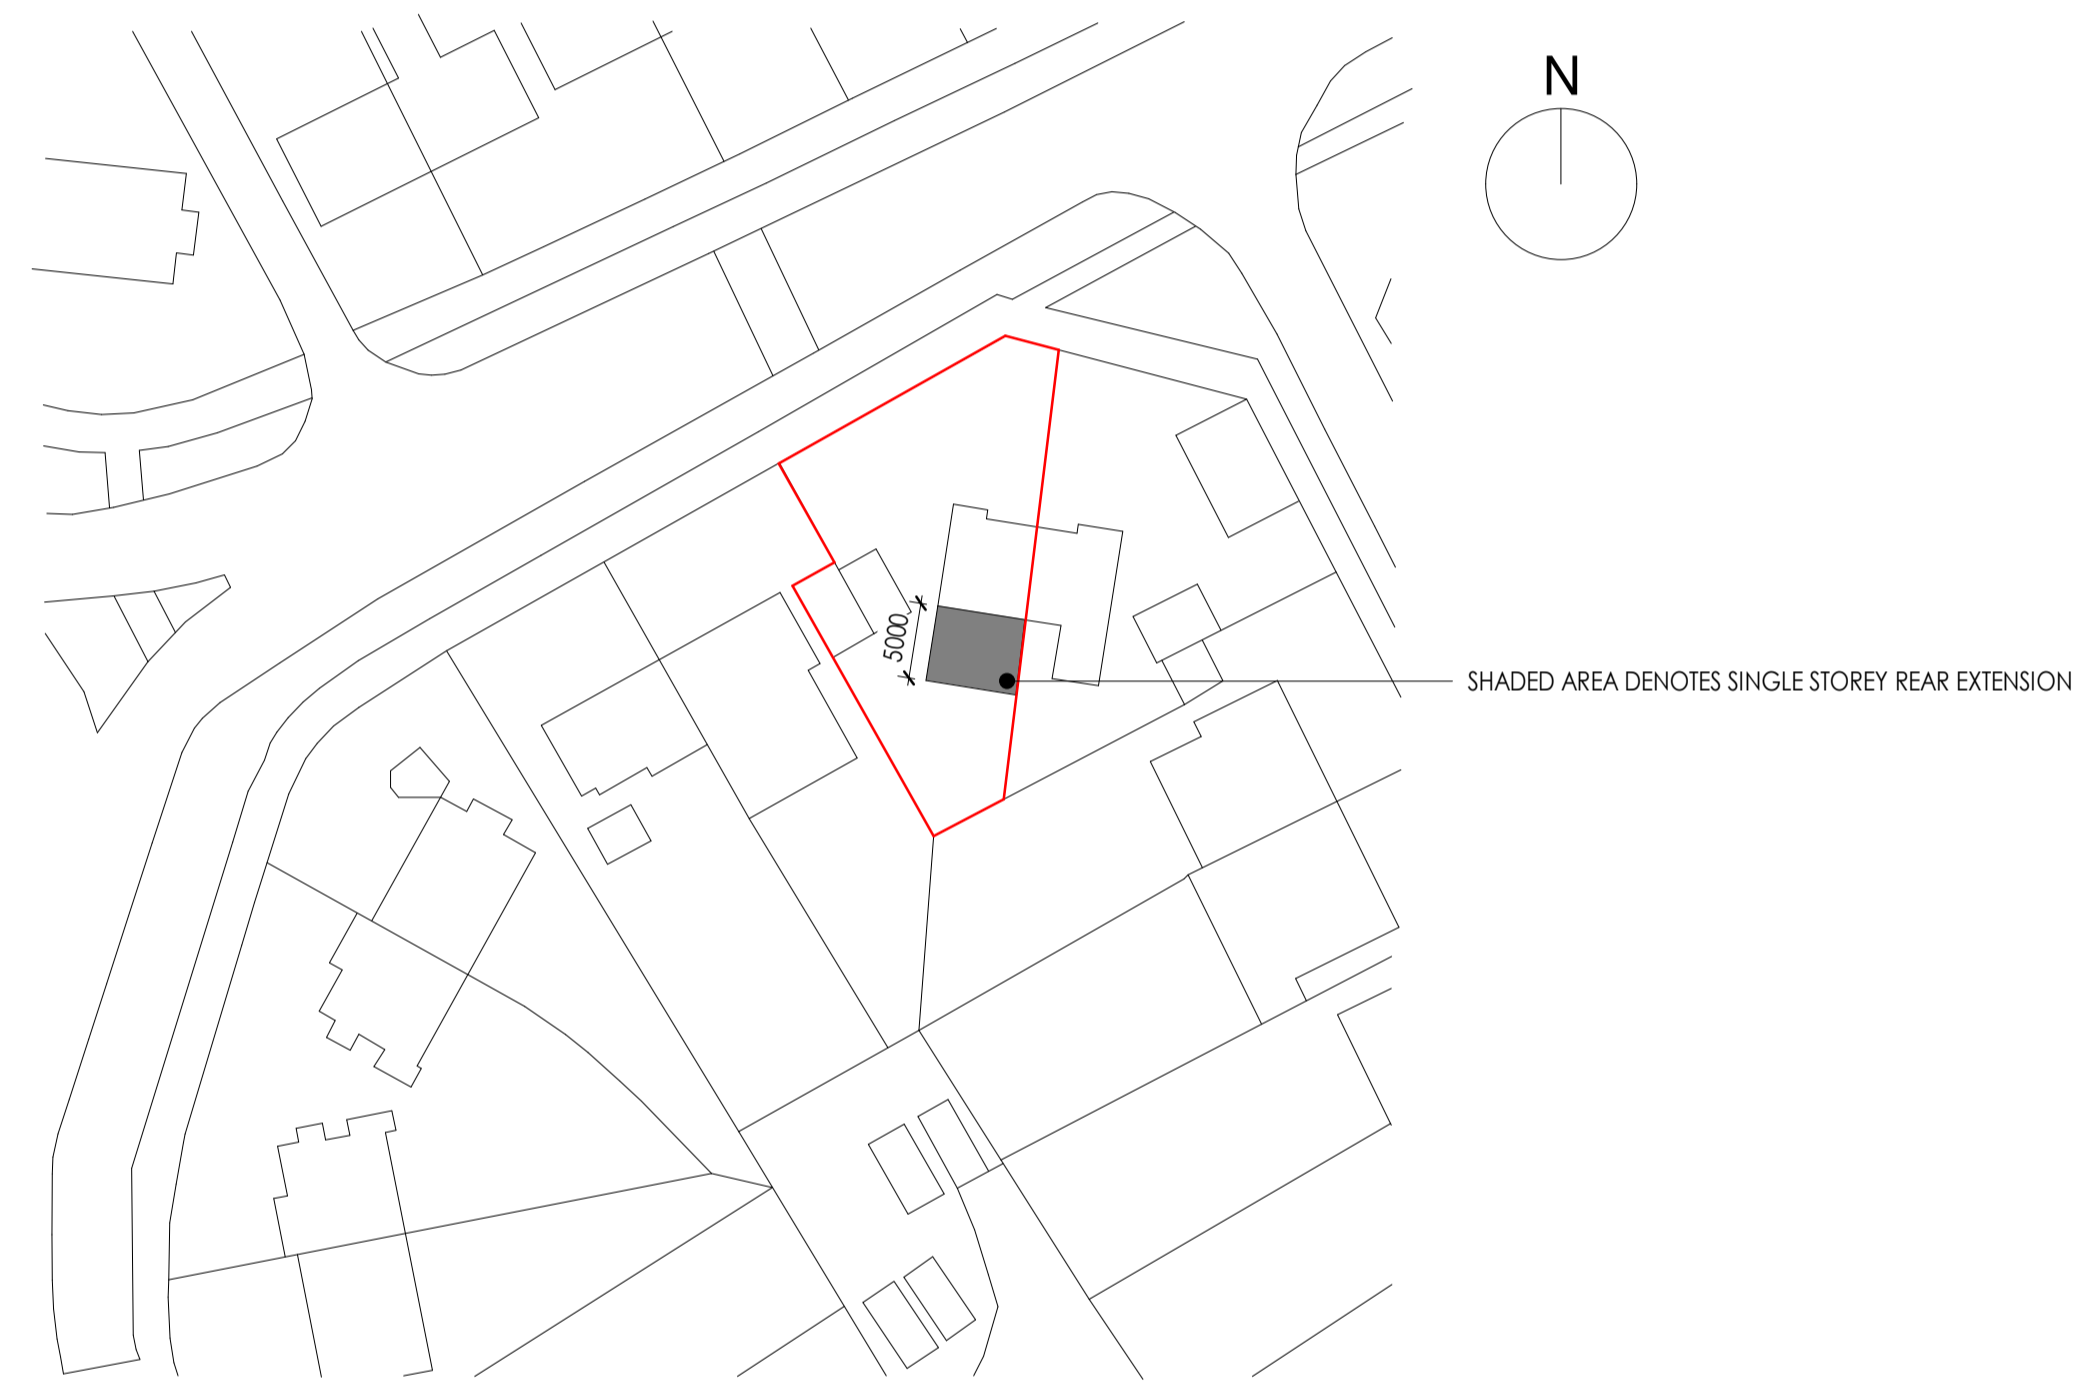 N
5000
SHADED AREA DENOTES SINGLE STOREY REAR EXTENSION